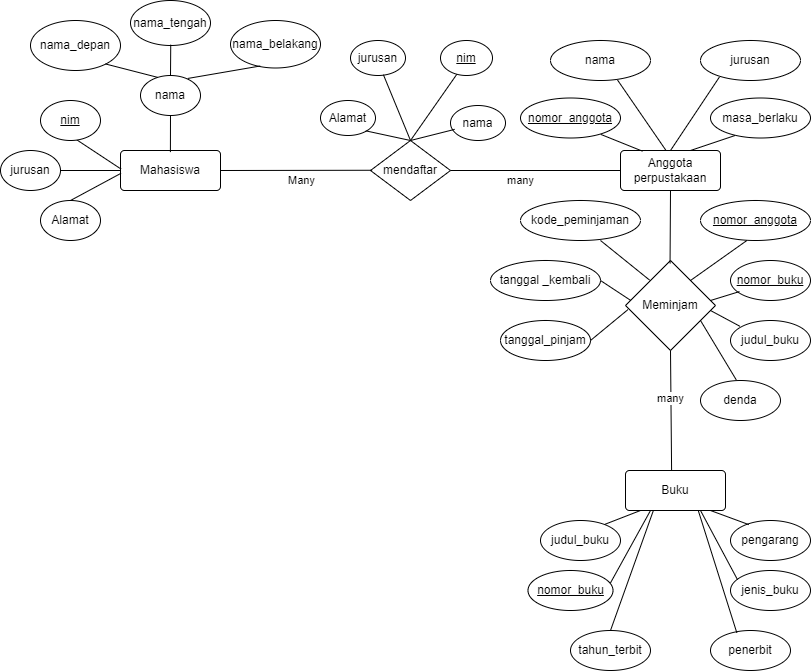 nama_tengah
nama_depan
nama_belakang
nama
nim
jurusan
Alamat
Mahasiswa
Many
jurusan
nim
Alamat
nama
mendaftar
many
nama
jurusan
nomor_anggota
masa_berlaku
Anggota
perpustakaan
kode_peminjaman
nomor_anggota
tanggal _kembali
nomor_buku
Meminjam
tanggal_pinjam
judul_buku
denda
many
Buku
judul_buku
pengarang
nomor_buku
jenis_buku
tahun_terbit
penerbit